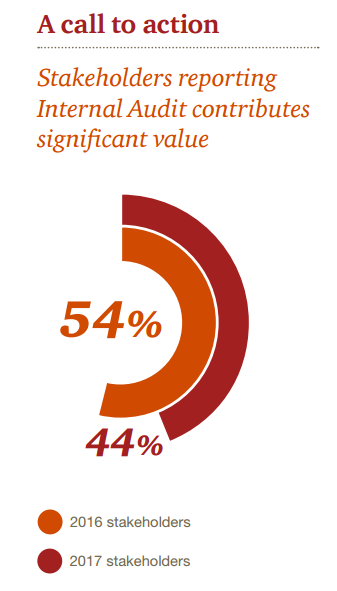 A call to action
Stakeholders reporting
Internal Audit contributes
significant value
54%
44%
2016 stakeholders
2017 stakeholders